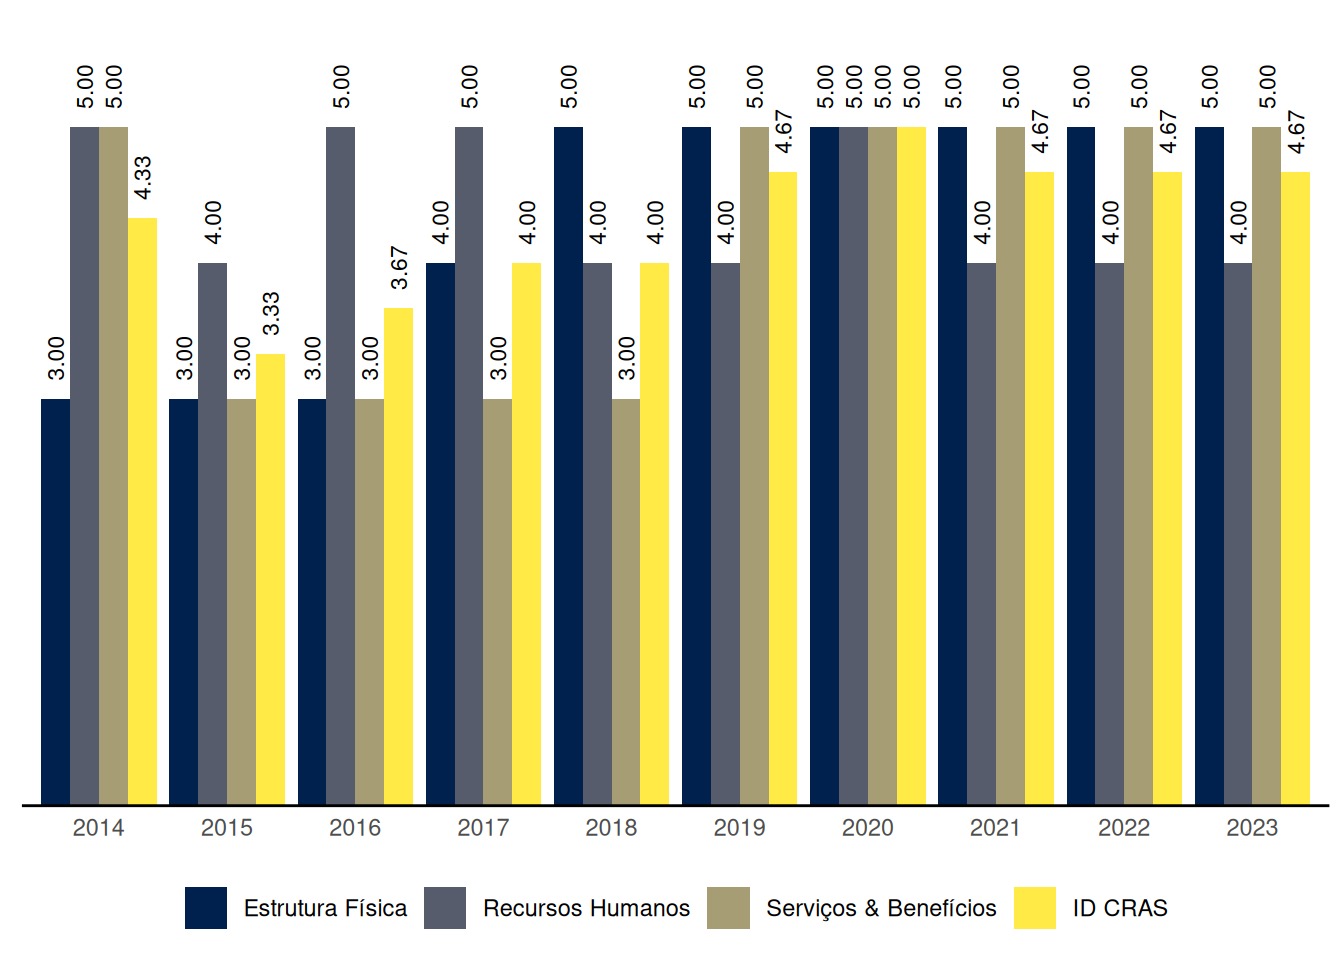 5.00 5.00 5.00 5.00 5.00 5.00 5.00 5.00 5.00 5.00 5.00 5.00 5.00 5.00 5.00 5.00 5.00
4.67 4.67 4.67 4.67
4.33
4.00 4.00 4.00 4.00 4.00 4.00 4.00 4.00 4.00
3.67
3.33
3.00 3.00 3.00 3.00 3.00 3.00 3.00
2014 2015 2016 2017 2018 2019 2020 2021 2022 2023
Estrutura Física Recursos Humanos Serviços & Benefícios ID CRAS